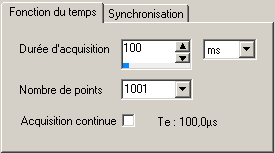 Fonction du temps Synchronisation
Durée d'acquisition 100 ms
Nombre de points 1001
Acquisition continue Te : 100,0µs